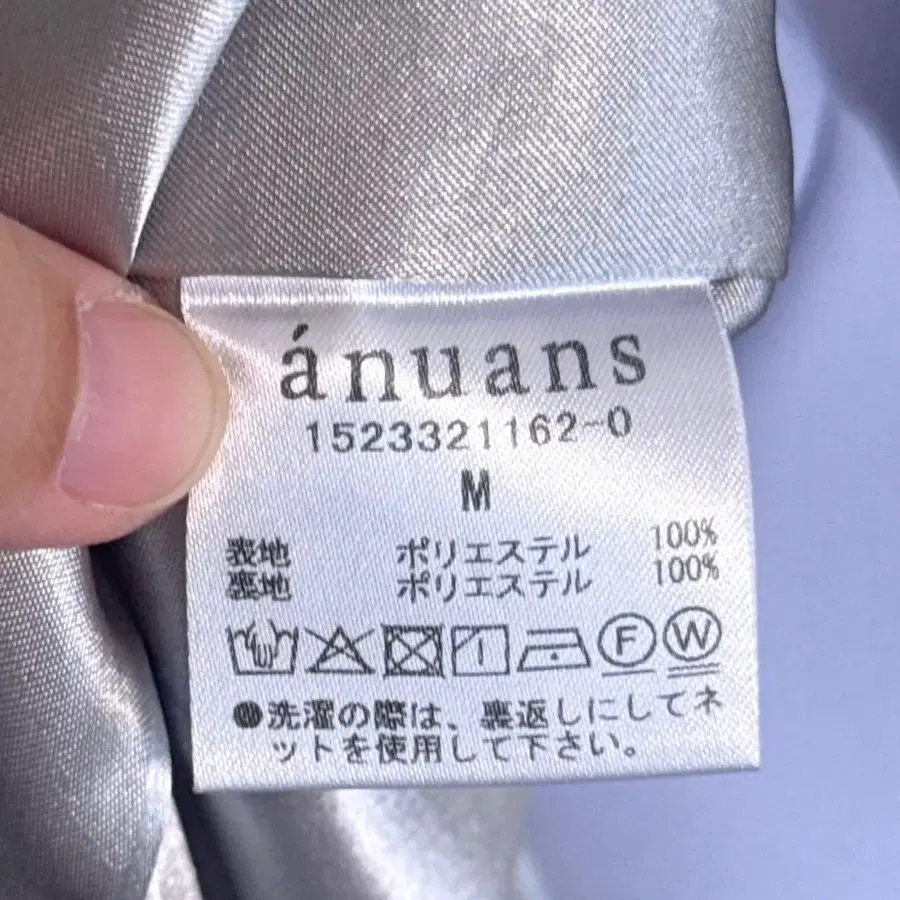 ánuans
1523321162-0
M
表地 ポリエステル 100%
裏地 ポリエステル 100%
F W
●洗濯の際は、裏返しにしてネ
ットを使用して下さい。